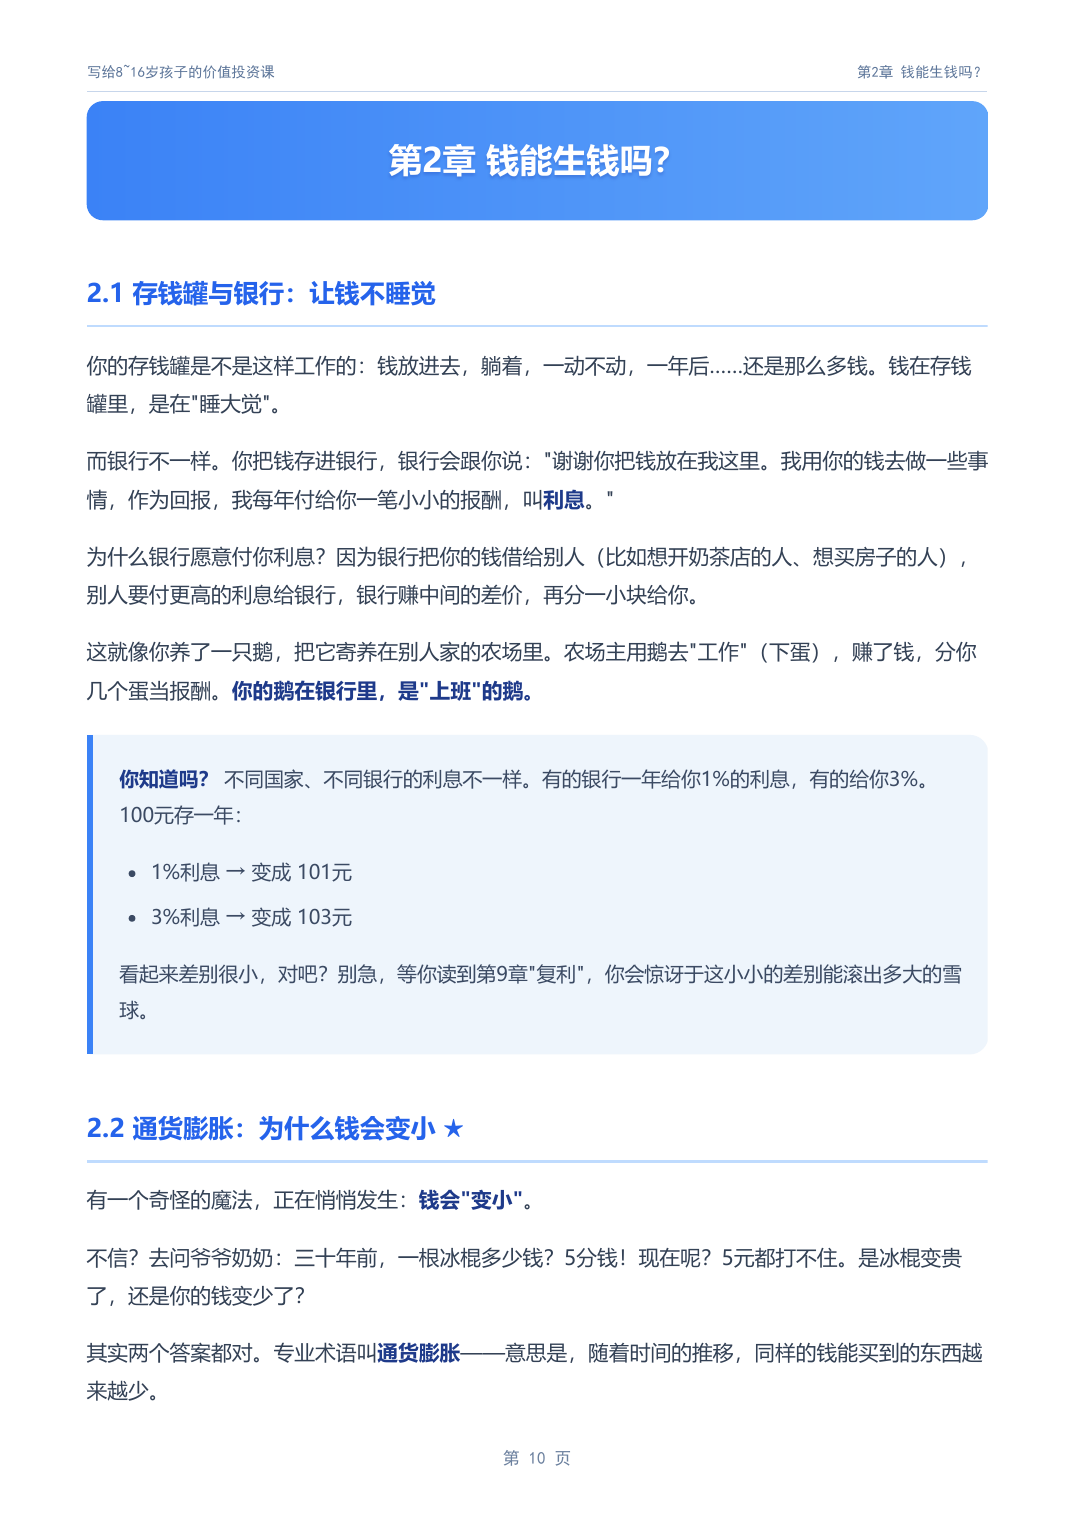 写给8~16岁孩子的价值投资课
第2章 钱能生钱吗？
第2章 钱能生钱吗？
2.1 存钱罐与银行：让钱不睡觉
你的存钱罐是不是这样工作的：钱放进去，躺着，一动不动，一年后......还是那么多钱。钱在存钱
罐里，是在"睡大觉"。
而银行不一样。你把钱存进银行，银行会跟你说："谢谢你把钱放在我这里。我用你的钱去做一些事
情，作为回报，我每年付给你一笔小小的报酬，叫利息。"
为什么银行愿意付你利息？因为银行把你的钱借给别人（比如想开奶茶店的人、想买房子的人），
别人要付更高的利息给银行，银行赚中间的差价，再分一小块给你。
这就像你养了一只鹅，把它寄养在别人家的农场里。农场主用鹅去"工作"（下蛋），赚了钱，分你
几个蛋当报酬。你的鹅在银行里，是"上班"的鹅。
你知道吗？ 不同国家、不同银行的利息不一样。有的银行一年给你1%的利息，有的给你3%。
100元存一年：
• 1%利息 → 变成 101元
• 3%利息 → 变成 103元
看起来差别很小，对吧？别急，等你读到第9章"复利"，你会惊讶于这小小的差别能滚出多大的雪
球。
2.2 通货膨胀：为什么钱会变小 ★
有一个奇怪的魔法，正在悄悄发生：钱会"变小"。
不信？去问爷爷奶奶：三十年前，一根冰棍多少钱？5分钱！现在呢？5元都打不住。是冰棍变贵
了，还是你的钱变少了？
其实两个答案都对。专业术语叫通货膨胀——意思是，随着时间的推移，同样的钱能买到的东西越
来越少。
第 10 页